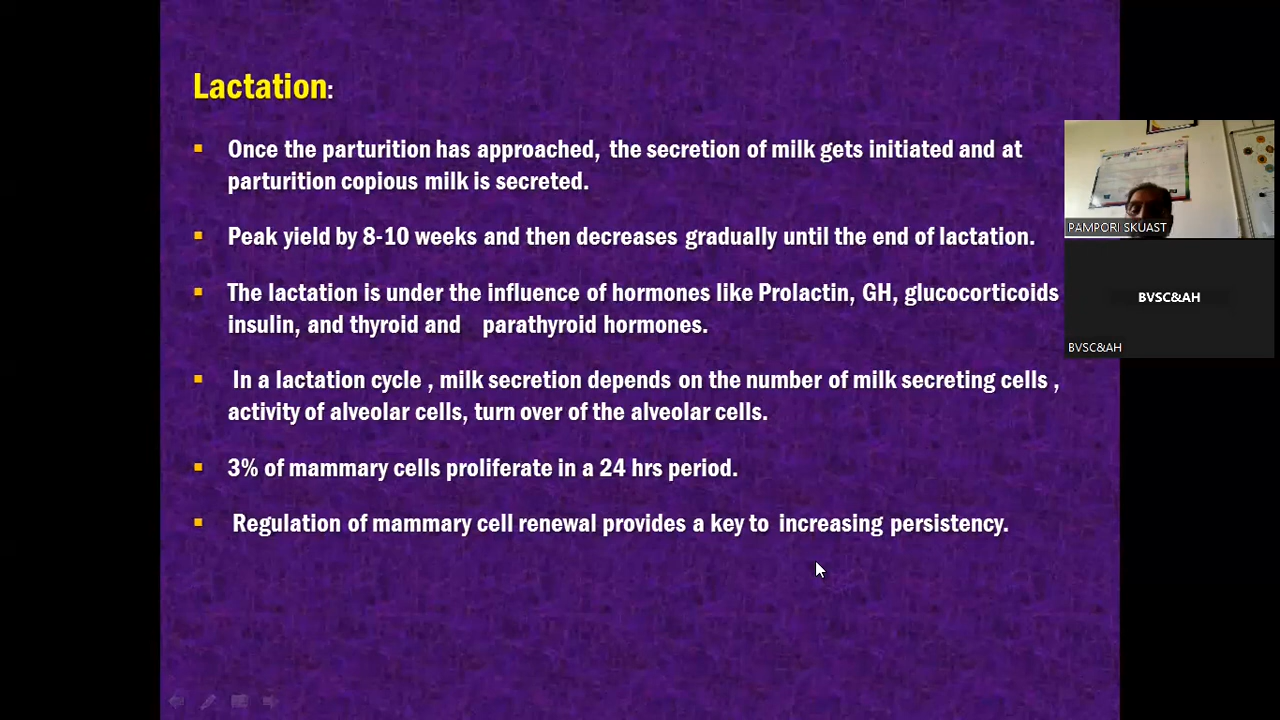 Lactation:
Once the parturition has approached, the secretion of milk gets initiated and at
parturition copious milk is secreted.
Peak yield by 8-10 weeks and then decreases gradually until the end of lactation.
The lactation is under the influence of hormones like Prolactin, GH, glucocorticoids
insulin, and thyroid and parathyroid hormones.
In a lactation cycle , milk secretion depends on the number of milk secreting cells ,
activity of alveolar cells, turn over of the alveolar cells.
3% of mammary cells proliferate in a 24 hrs period.
Regulation of mammary cell renewal provides a key to increasing persistency.
PAMPORI SKUAST
BVSC&AH
BVSC&AH